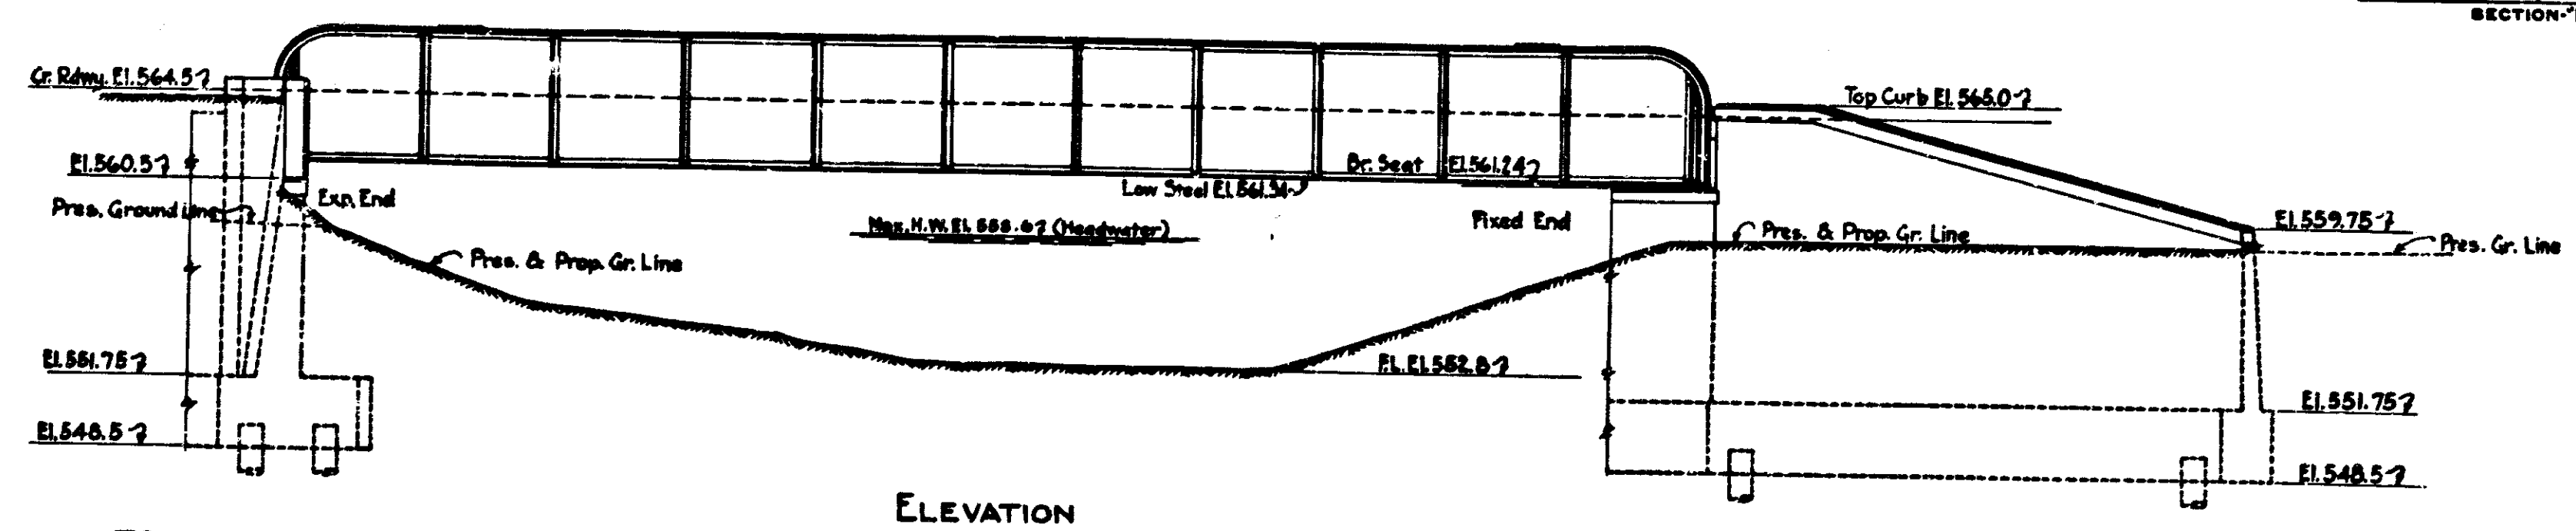 SECTION-"
Cr. Rdwy. El. 564.5
Top Curb El. 565.0
El. 560.5
Br. Seat El. 561.24
Low Steel El. 561.34
Exp. End
Pres. Ground Line
Max. H.W. El. 558.67 (Headwater)
Fixed End
El. 559.75
Pres. & Prop. Gr. Line
Pres. Gr. Line
Pres. & Prop. Gr. Line
El. 551.75
F.L. El. 552.8
El. 551.75
El. 548.5
El. 548.5
ELEVATION